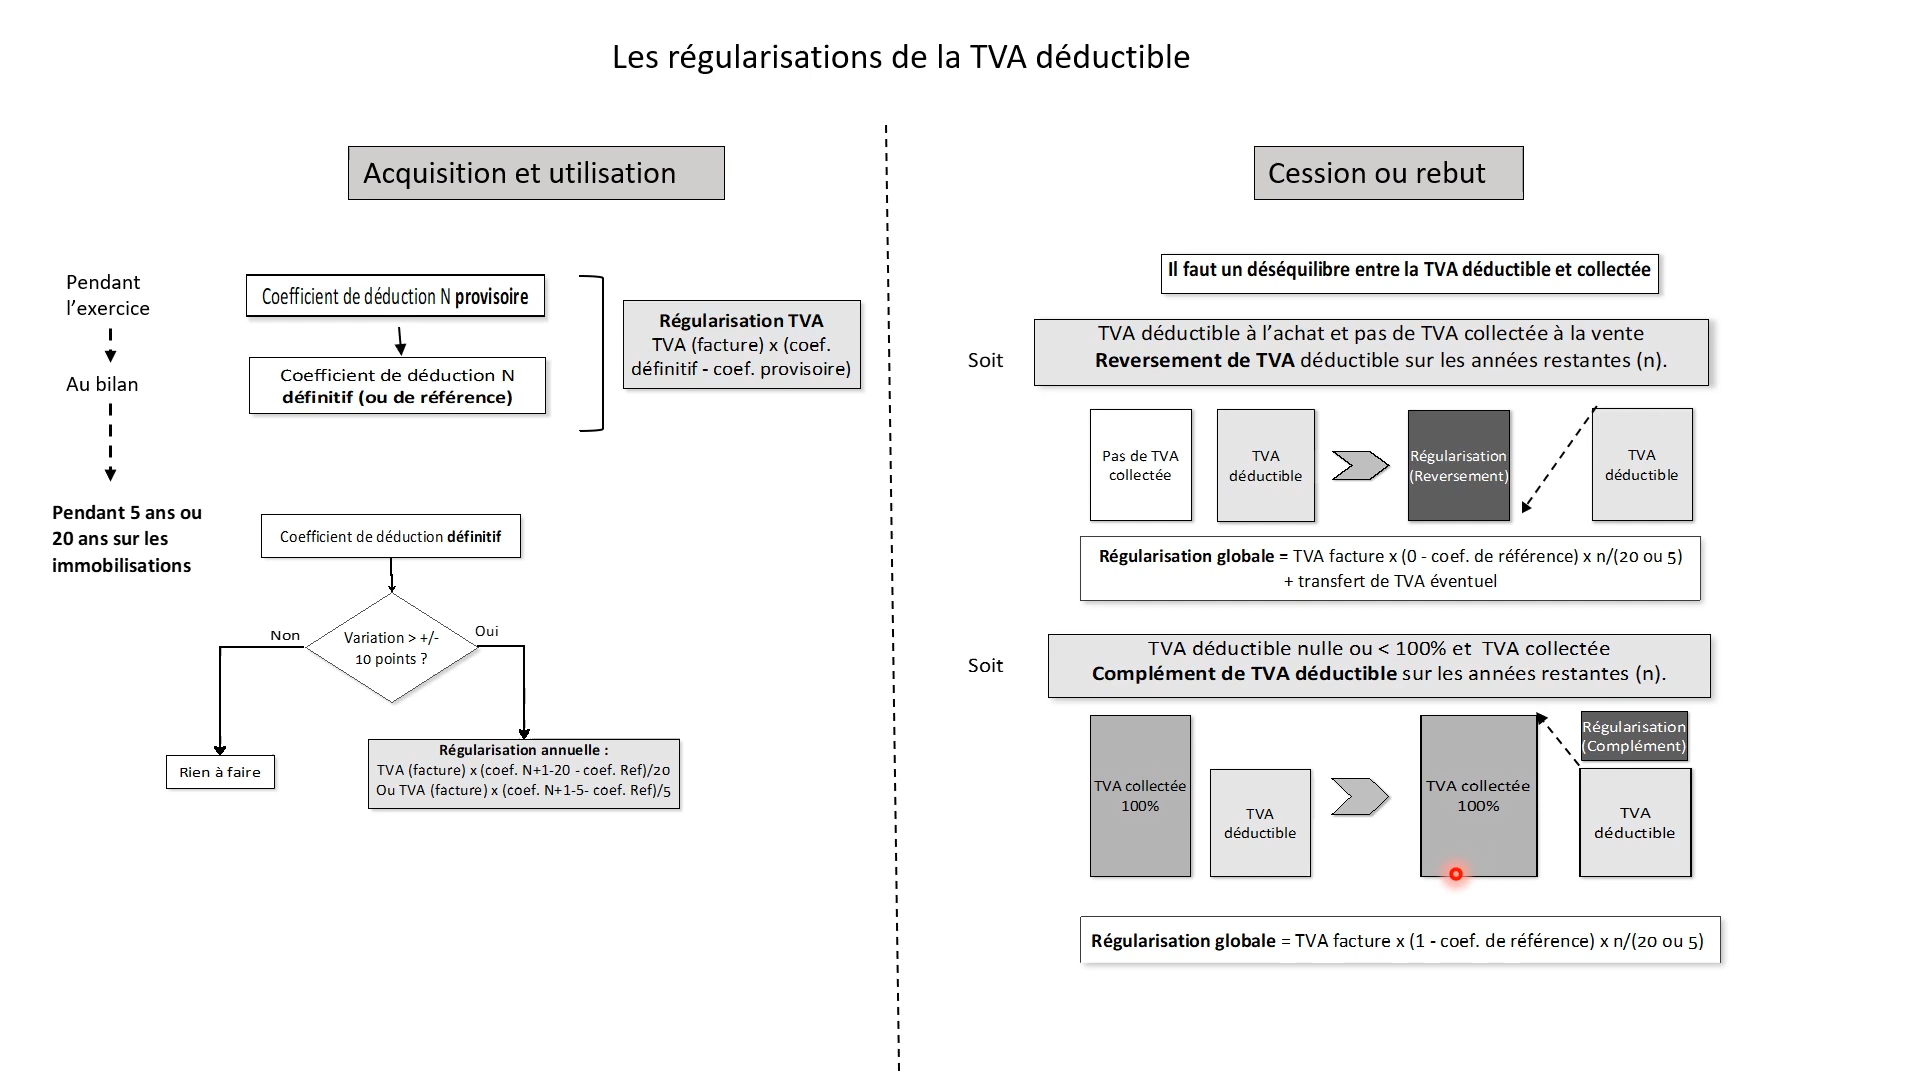 Les régularisations de la TVA déductible
Acquisition et utilisation
Pendant
l’exercice
Au bilan
Pendant 5 ans ou
20 ans sur les
immobilisations
Coefficient de déduction N provisoire
Coefficient de déduction N
définitif (ou de référence)
Régularisation TVA
TVA (facture) x (coef.
définitif - coef. provisoire)
Coefficient de déduction définitif
Variation > +/-
10 points ?
Non
Oui
Rien à faire
Régularisation annuelle :
TVA (facture) x (coef. N+1-20 - coef. Ref)/20
Ou TVA (facture) x (coef. N+1-5- coef. Ref)/5
Cession ou rebut
Il faut un déséquilibre entre la TVA déductible et collectée
Soit
TVA déductible à l’achat et pas de TVA collectée à la vente
Reversement de TVA déductible sur les années restantes (n).
Pas de TVA
collectée
TVA
déductible
Régularisation
(Reversement)
TVA
déductible
Régularisation globale = TVA facture x (0 - coef. de référence) x n/(20 ou 5)
+ transfert de TVA éventuel
Soit
TVA déductible nulle ou < 100% et TVA collectée
Complément de TVA déductible sur les années restantes (n).
TVA collectée
100%
TVA
déductible
TVA collectée
100%
Régularisation
(Complément)
TVA
déductible
Régularisation globale = TVA facture x (1 - coef. de référence) x n/(20 ou 5)